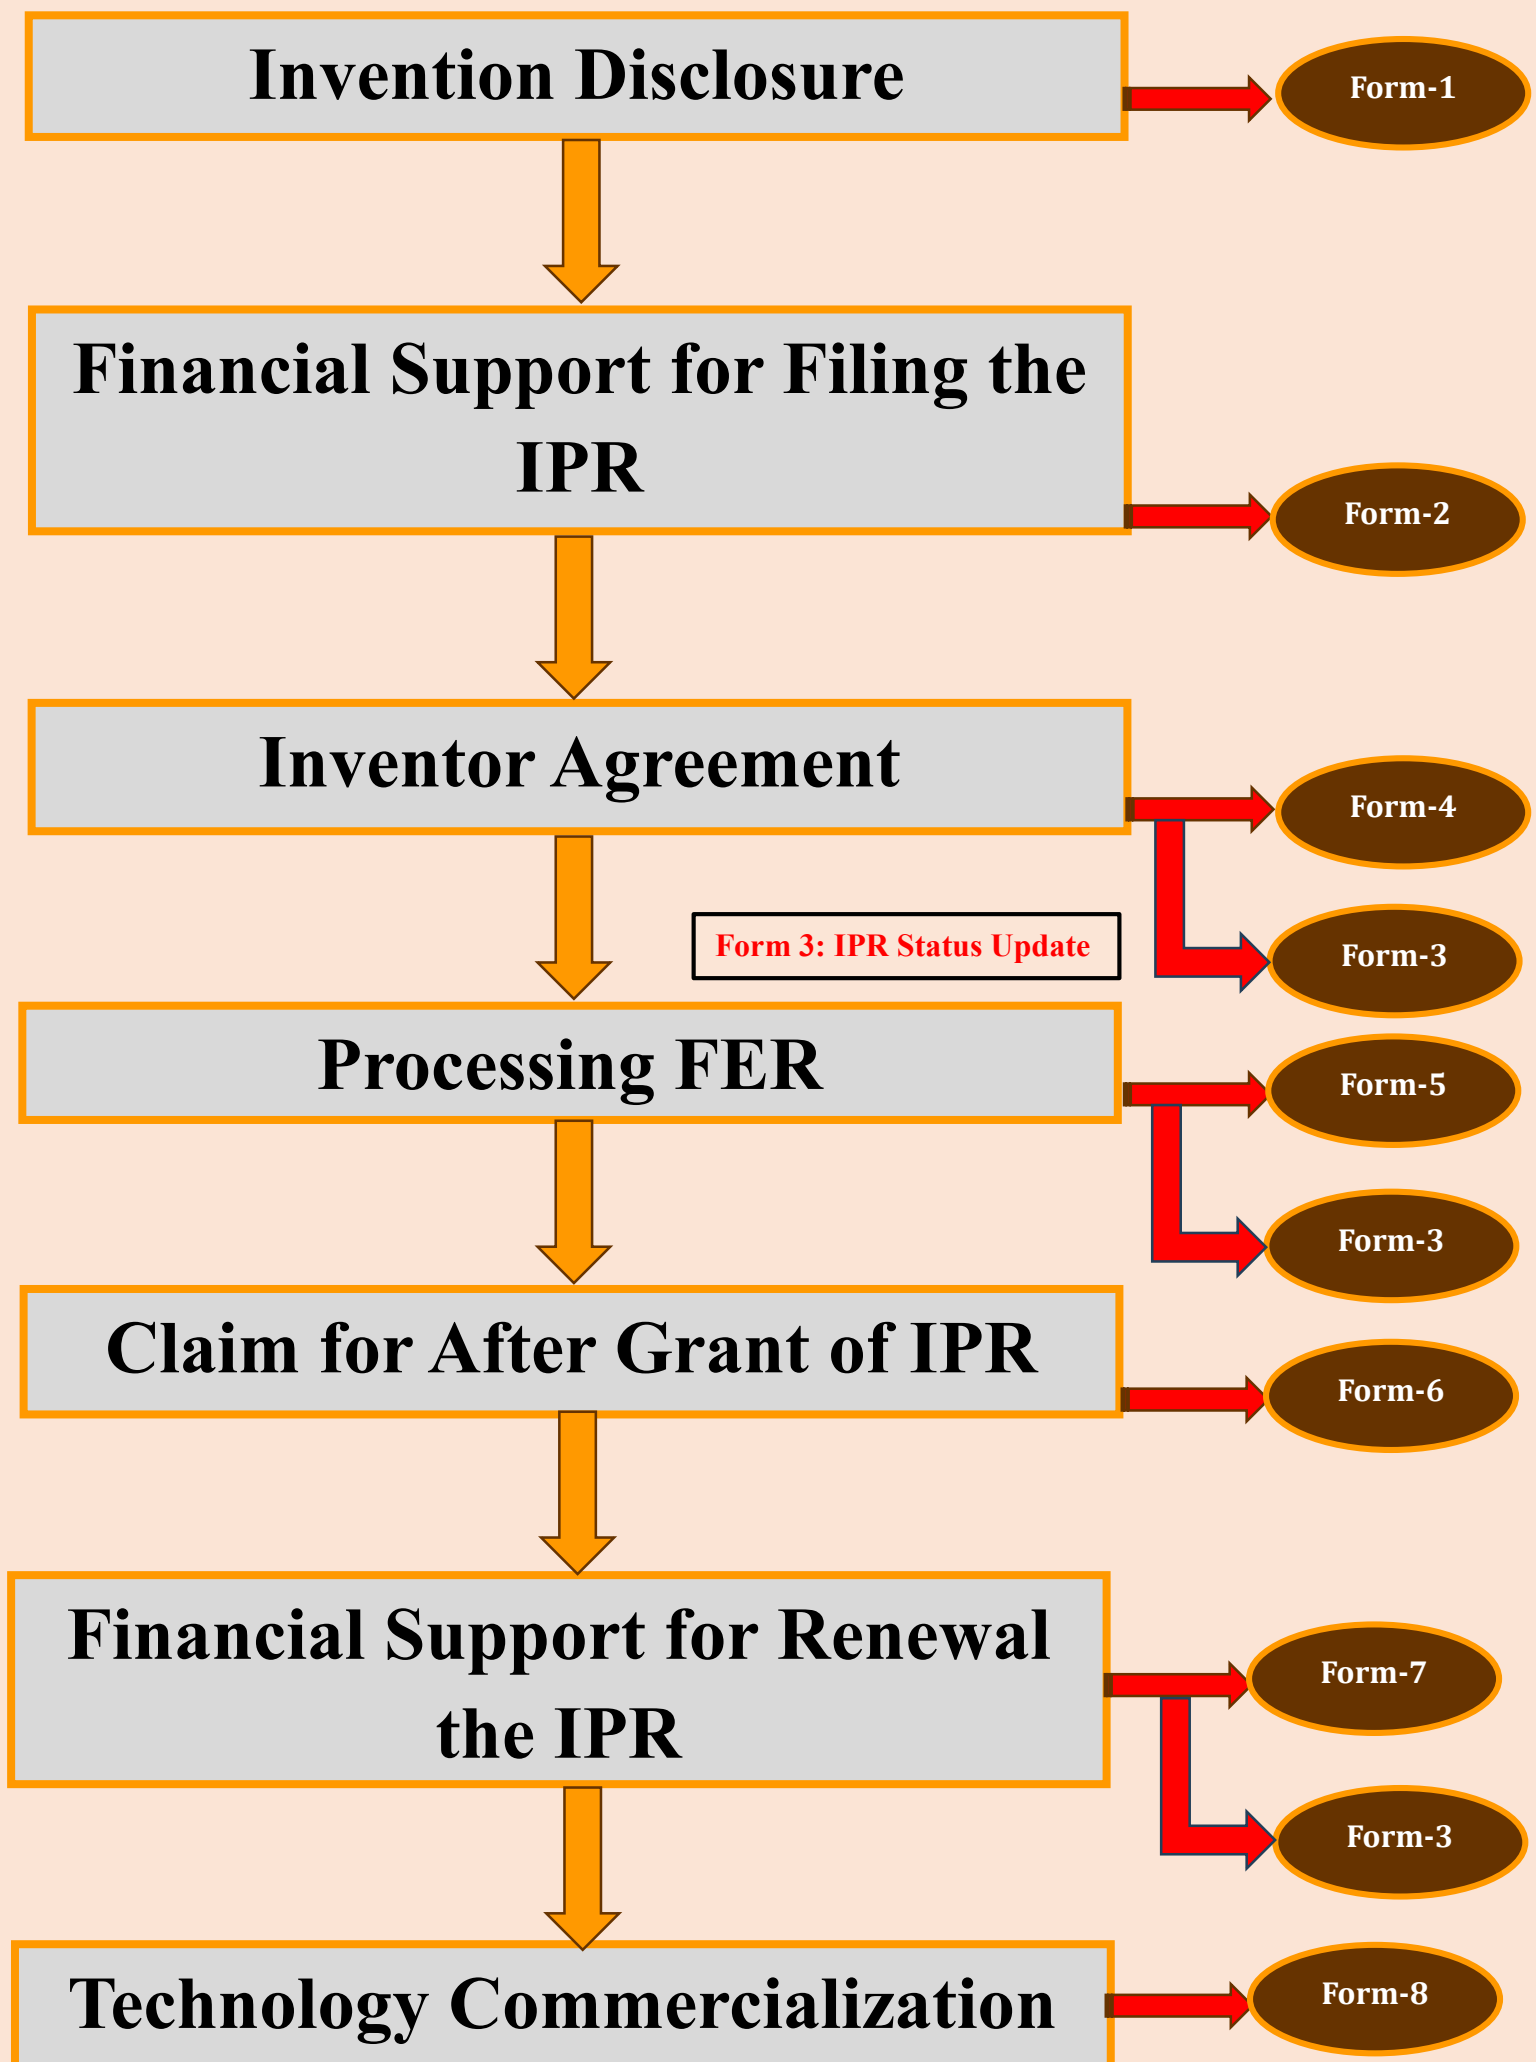 Invention Disclosure
Form-1
Financial Support for Filing the
IPR
Form-2
Inventor Agreement
Form-4
Form 3: IPR Status Update
Form-3
Processing FER
Form-5
Form-3
Claim for After Grant of IPR
Form-6
Financial Support for Renewal
the IPR
Form-7
Form-3
Technology Commercialization
Form-8